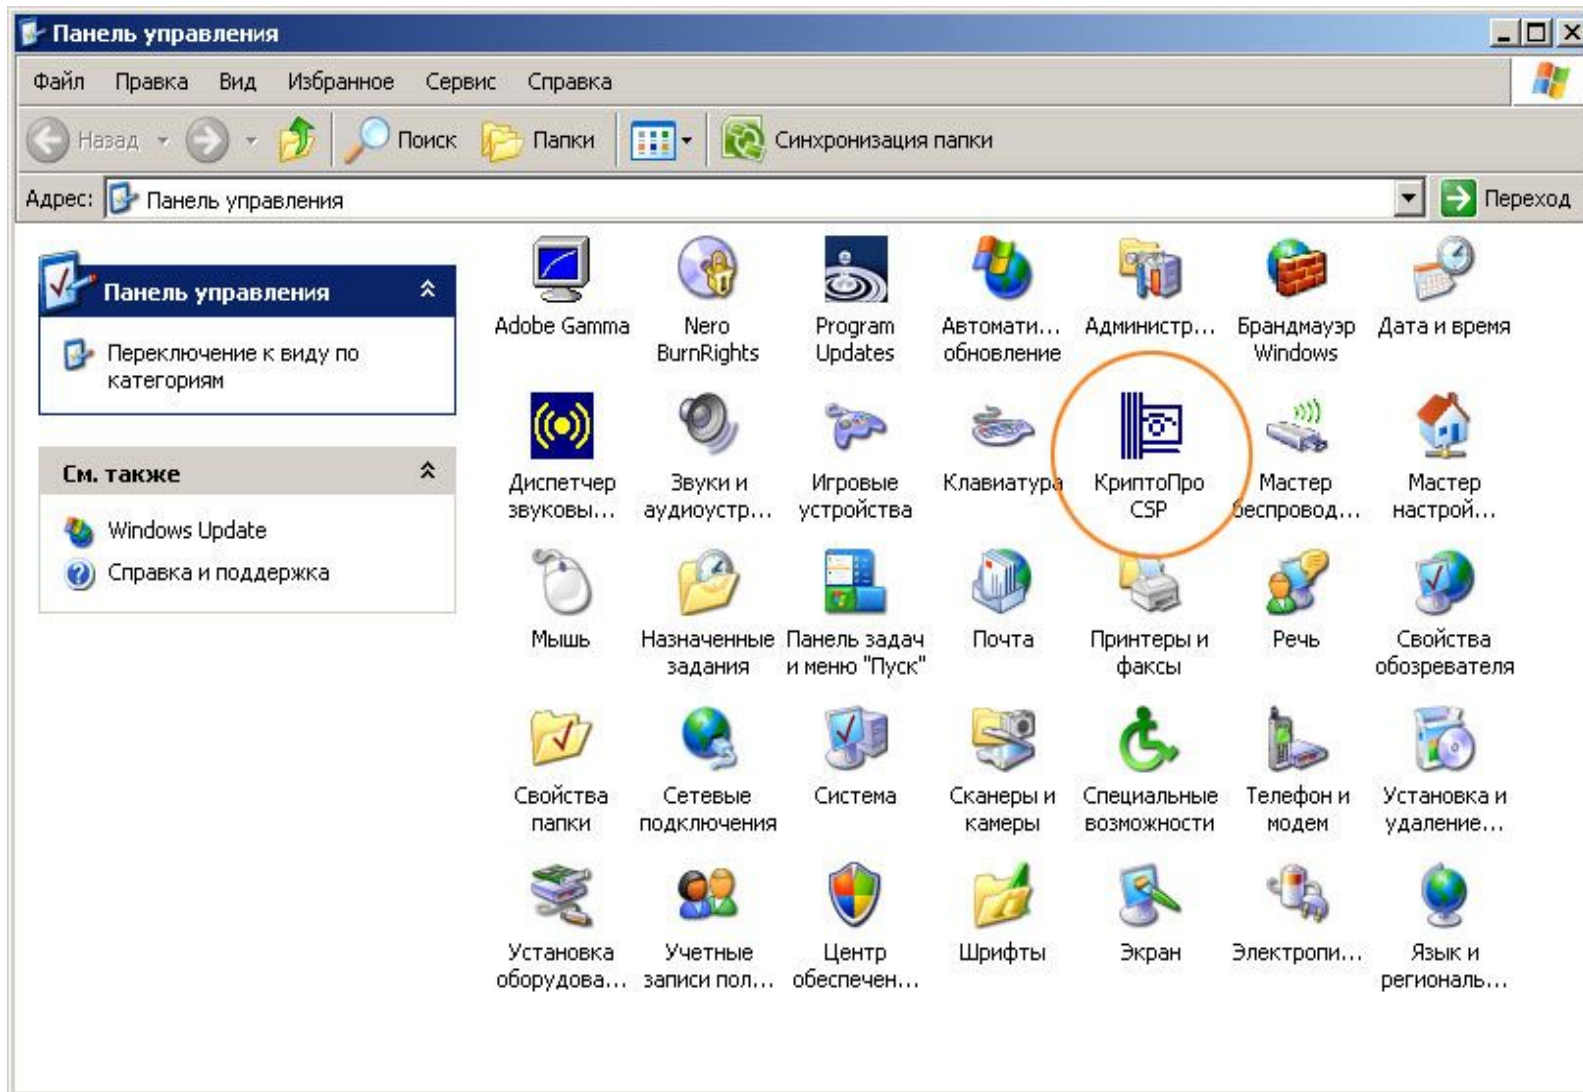 Панель управления
Файл Правка Вид Избранное Сервис Справка
Назад Поиск Папки Синхронизация папки
Адрес: Панель управления Переход
Панель управления
Переключение к виду по
категориям
См. также
Windows Update
Справка и поддержка
Adobe Gamma
Nero
BurnRights
Program
Updates
Автомати...
обновление
Администр...
Брандмауэр
Windows
Дата и время
Диспетчер
звуковы...
Звуки и
аудиоустр...
Игровые
устройства
Клавиатура
КриптоПро
CSP
Мастер
беспровод...
Мастер
настрой...
Мышь
Назначенные
задания
Панель задач
и меню "Пуск"
Почта
Принтеры и
факсы
Речь
Свойства
обозревателя
Свойства
папки
Сетевые
подключения
Система
Сканеры и
камеры
Специальные
возможности
Телефон и
модем
Установка и
удаление...
Установка
оборудова...
Учетные
записи пол...
Центр
обеспечен...
Шрифты
Экран
Электропи...
Язык и
региональ...